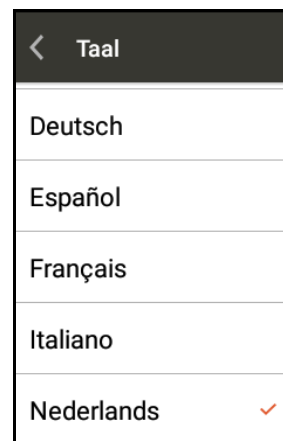 Taal
Deutsch
Español
Français
Italiano
Nederlands